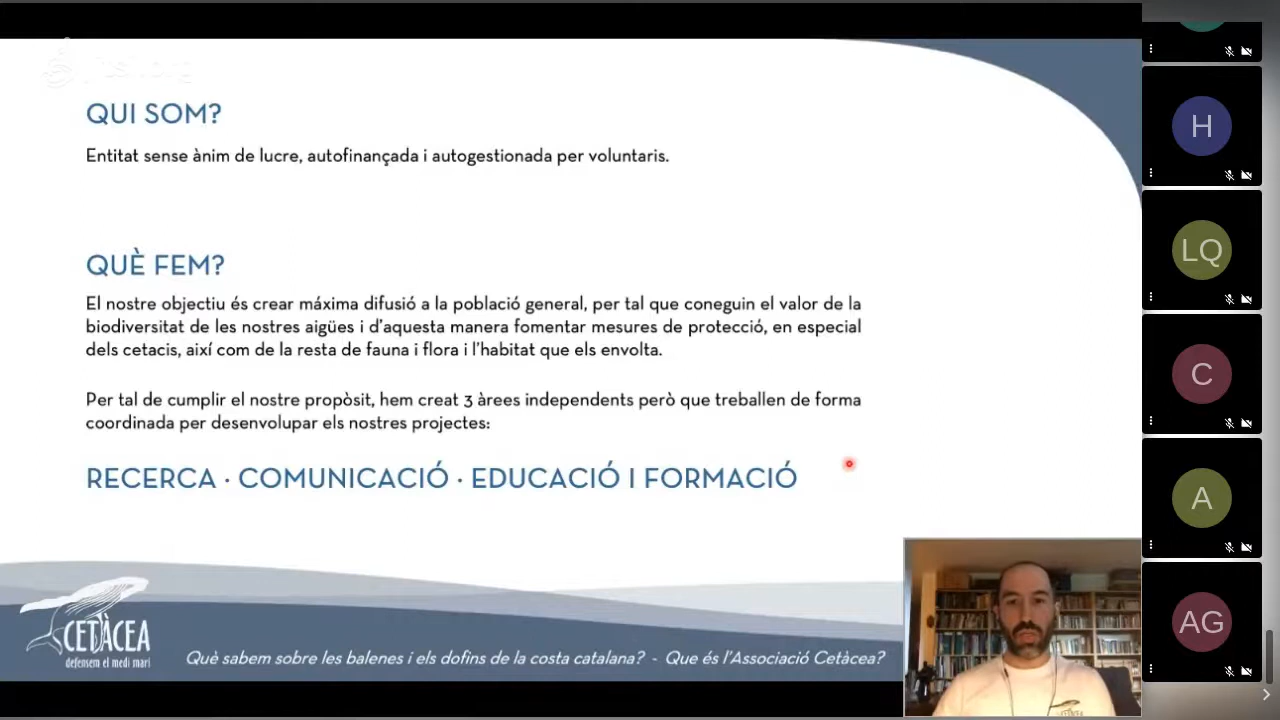 QUI SOM?
Entitat sense ànim de lucre, autofinançada i autogestionada per voluntaris.
QUÈ FEM?
El nostre objectiu és crear máxima difusió a la població general, per tal que coneguin el valor de la
biodiversitat de les nostres aigües i d'aquesta manera fomentar mesures de protecció, en especial
dels cetacis, així com de la resta de fauna i flora i l'habitat que els envolta.
Per tal de cumplir el nostre propòsit, hem creat 3 àrees independents però que treballen de forma
coordinada per desenvolupar els nostres projectes:
RECERCA · COMUNICACIÓ · EDUCACIÓ I FORMACIÓ
CETÀCEA
defensem el medi marí
Què sabem sobre les balenes i els dofins de la costa catalana? - Que és l'Associació Cetàcea?
H
LQ
C
A
AG